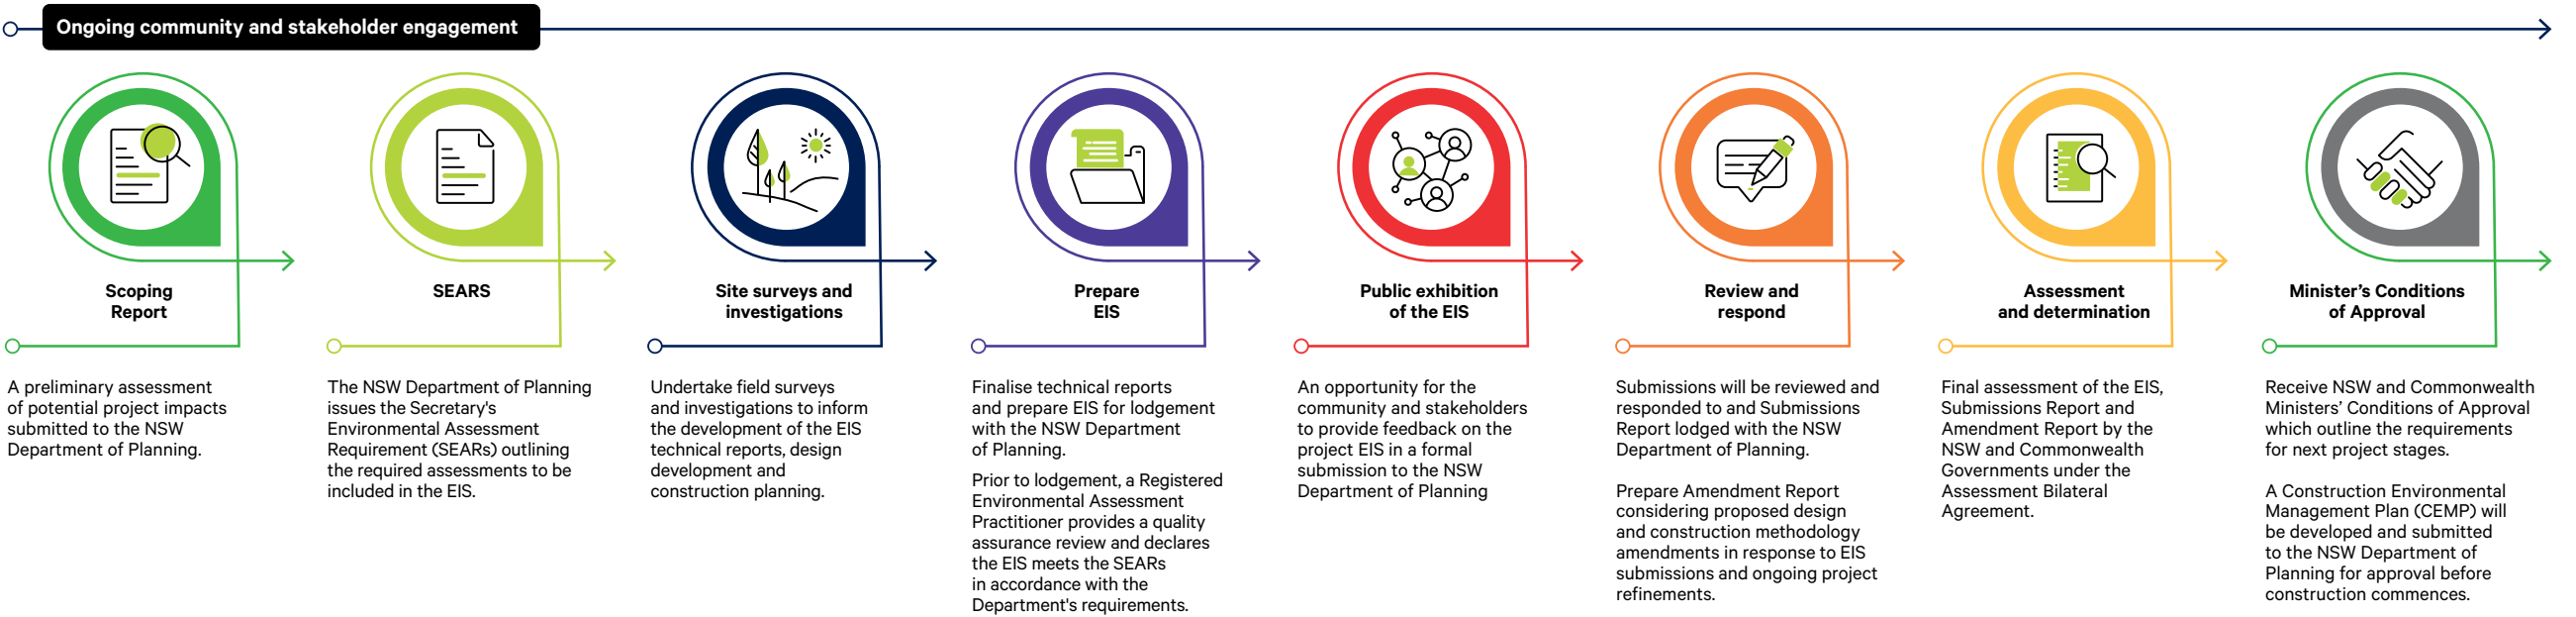 Ongoing community and stakeholder engagement
Scoping
Report
A preliminary assessment
of potential project impacts
submitted to the NSW
Department of Planning.
SEARS
The NSW Department of Planning
issues the Secretary's
Environmental Assessment
Requirement (SEARs) outlining
the required assessments to be
included in the EIS.
Site surveys and
investigations
Undertake field surveys
and investigations to inform
the development of the EIS
technical reports, design
development and
construction planning.
Prepare
EIS
Finalise technical reports
and prepare EIS for lodgement
with the NSW Department
of Planning.
Prior to lodgement, a Registered
Environmental Assessment
Practitioner provides a quality
assurance review and declares
the EIS meets the SEARs
in accordance with the
Department's requirements.
Public exhibition
of the EIS
An opportunity for the
community and stakeholders
to provide feedback on the
project EIS in a formal
submission to the NSW
Department of Planning
Review and
respond
Submissions will be reviewed and
responded to and Submissions
Report lodged with the NSW
Department of Planning.
Prepare Amendment Report
considering proposed design
and construction methodology
amendments in response to EIS
submissions and ongoing project
refinements.
Assessment
and determination
Final assessment of the EIS,
Submissions Report and
Amendment Report by the
NSW and Commonwealth
Governments under the
Assessment Bilateral
Agreement.
Minister’s Conditions
of Approval
Receive NSW and Commonwealth
Ministers’ Conditions of Approval
which outline the requirements
for next project stages.
A Construction Environmental
Management Plan (CEMP) will
be developed and submitted
to the NSW Department of
Planning for approval before
construction commences.